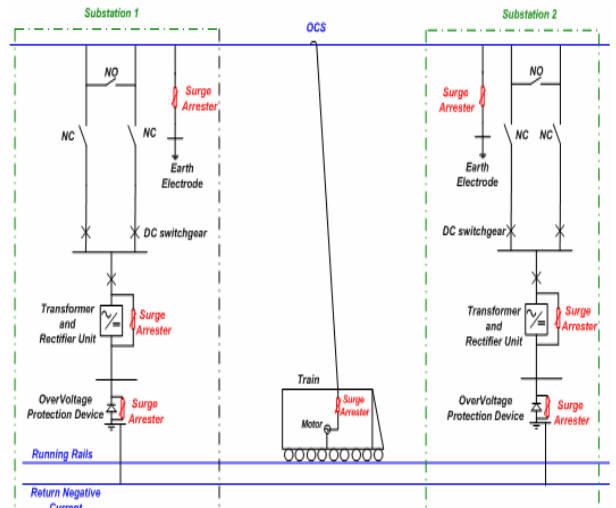 Substation 1
OCS
Substation 2
NO
NO
Surge
Arrester
Surge
Arrester
NC
NC
NC
NC
Earth
Electrode
Earth
Electrode
DC switchgear
DC switchgear
Transformer
and
Rectifier Unit
Surge
Arrester
Transformer
and
Rectifier Unit
Surge
Arrester
Train
Surge
Arrester
Motor
OverVoltage
Protection Device
Surge
Arrester
OverVoltage
Protection Device
Surge
Arrester
Running Rails
Return Negative
Current